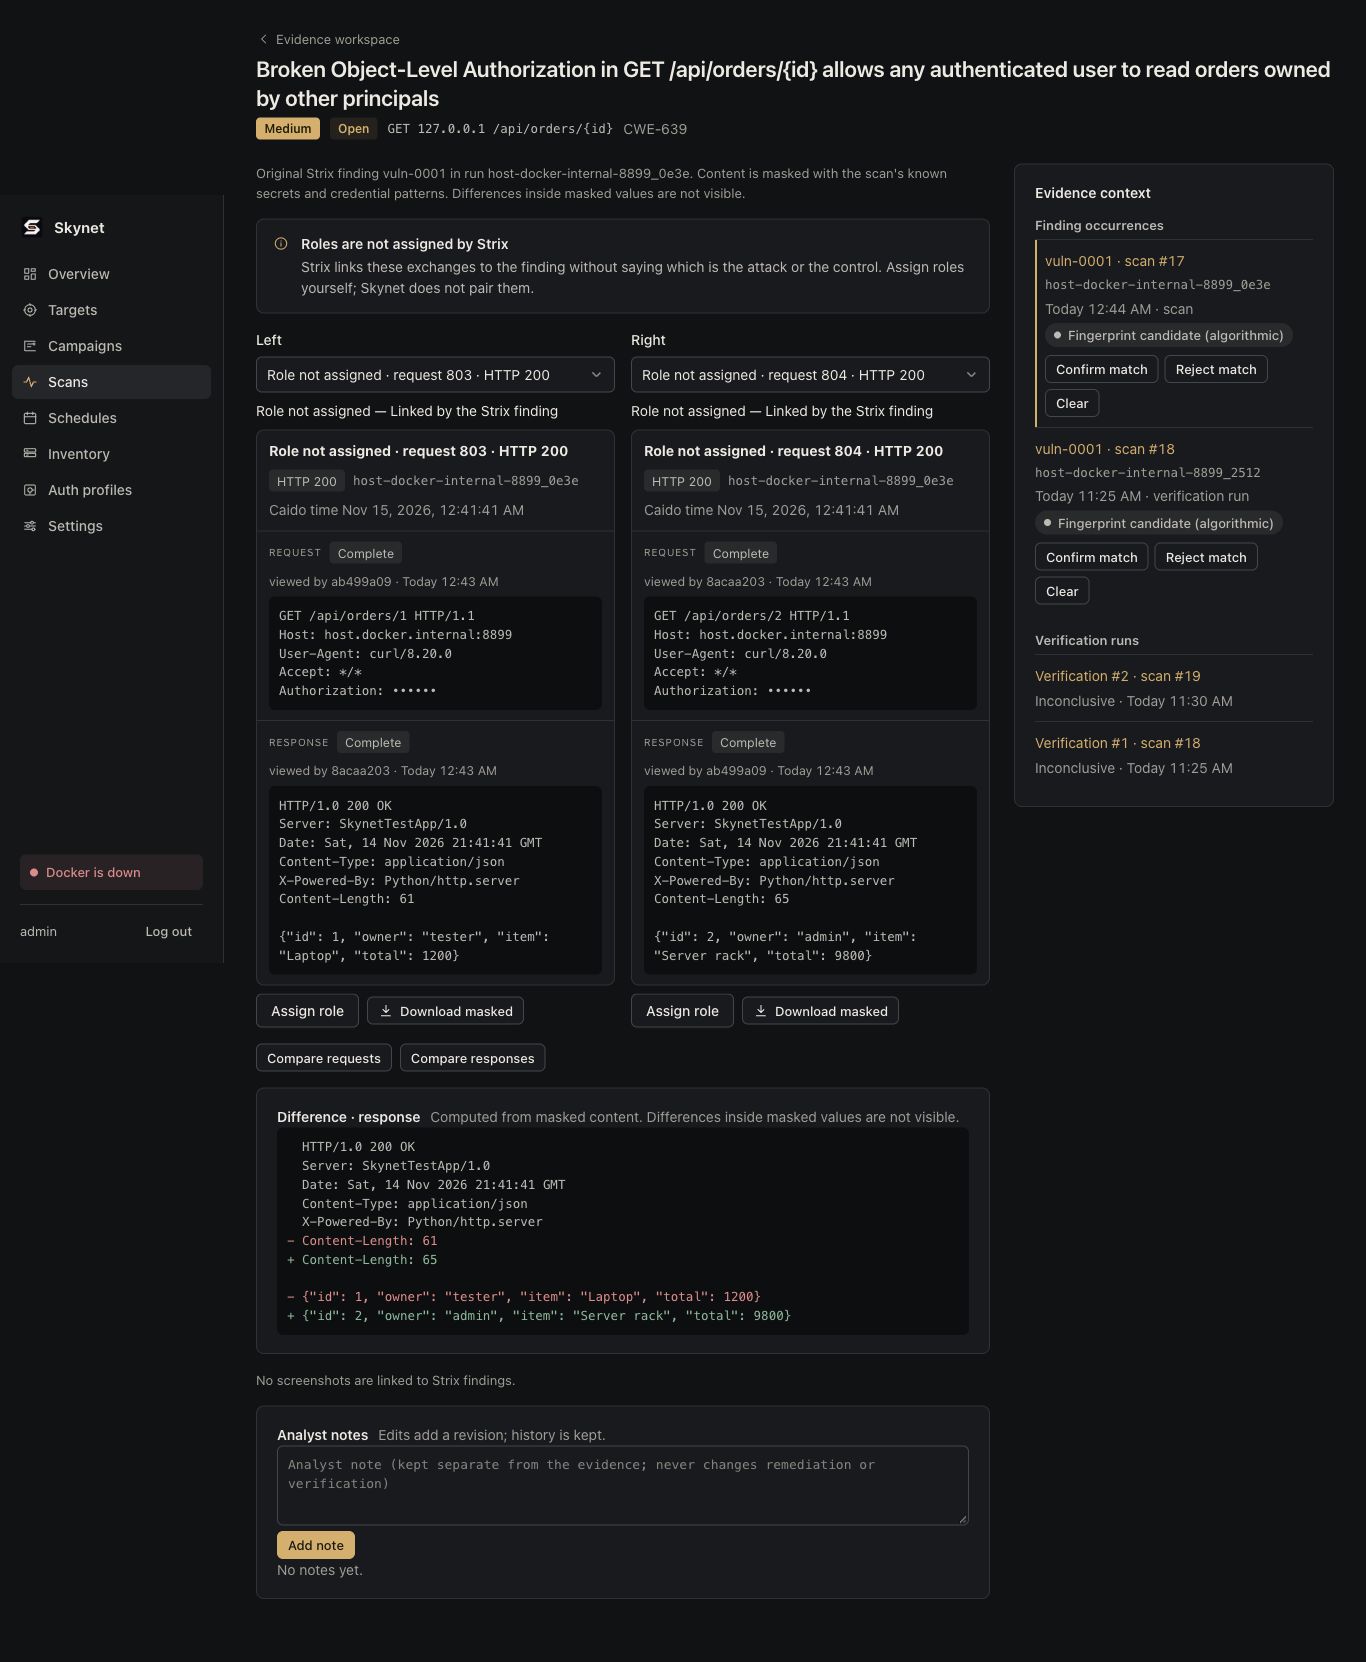 Evidence workspace
Broken Object-Level Authorization in GET /api/orders/{id} allows any authenticated user to read orders owned
by other principals
Medium Open GET 127.0.0.1 /api/orders/{id} CWE-639
Skynet
Overview
Targets
Campaigns
Scans
Schedules
Inventory
Auth profiles
Settings
Docker is down
admin Log out
Original Strix finding vuln-0001 in run host-docker-internal-8899_0e3e. Content is masked with the scan's known
secrets and credential patterns. Differences inside masked values are not visible.
Roles are not assigned by Strix
Strix links these exchanges to the finding without saying which is the attack or the control. Assign roles
yourself; Skynet does not pair them.
Left
Role not assigned · request 803 · HTTP 200
Role not assigned — Linked by the Strix finding
Role not assigned · request 803 · HTTP 200
HTTP 200 host-docker-internal-8899_0e3e
Caido time Nov 15, 2026, 12:41:41 AM
REQUEST Complete
viewed by ab499a09 · Today 12:43 AM
GET /api/orders/1 HTTP/1.1
Host: host.docker.internal:8899
User-Agent: curl/8.20.0
Accept: */*
Authorization: ••••••
RESPONSE Complete
viewed by 8acaa203 · Today 12:43 AM
HTTP/1.0 200 OK
Server: SkynetTestApp/1.0
Date: Sat, 14 Nov 2026 21:41:41 GMT
Content-Type: application/json
X-Powered-By: Python/http.server
Content-Length: 61
{"id": 1, "owner": "tester", "item":
"Laptop", "total": 1200}
Assign role Download masked
Right
Role not assigned · request 804 · HTTP 200
Role not assigned — Linked by the Strix finding
Role not assigned · request 804 · HTTP 200
HTTP 200 host-docker-internal-8899_0e3e
Caido time Nov 15, 2026, 12:41:41 AM
REQUEST Complete
viewed by 8acaa203 · Today 12:43 AM
GET /api/orders/2 HTTP/1.1
Host: host.docker.internal:8899
User-Agent: curl/8.20.0
Accept: */*
Authorization: ••••••
RESPONSE Complete
viewed by ab499a09 · Today 12:43 AM
HTTP/1.0 200 OK
Server: SkynetTestApp/1.0
Date: Sat, 14 Nov 2026 21:41:41 GMT
Content-Type: application/json
X-Powered-By: Python/http.server
Content-Length: 65
{"id": 2, "owner": "admin", "item":
"Server rack", "total": 9800}
Assign role Download masked
Compare requests Compare responses
Difference · response Computed from masked content. Differences inside masked values are not visible.
HTTP/1.0 200 OK
Server: SkynetTestApp/1.0
Date: Sat, 14 Nov 2026 21:41:41 GMT
Content-Type: application/json
X-Powered-By: Python/http.server
- Content-Length: 61
+ Content-Length: 65
- {"id": 1, "owner": "tester", "item": "Laptop", "total": 1200}
+ {"id": 2, "owner": "admin", "item": "Server rack", "total": 9800}
No screenshots are linked to Strix findings.
Analyst notes Edits add a revision; history is kept.
Analyst note (kept separate from the evidence; never changes remediation or
verification)
Add note
No notes yet.
Evidence context
Finding occurrences
vuln-0001 · scan #17
host-docker-internal-8899_0e3e
Today 12:44 AM · scan
Fingerprint candidate (algorithmic)
Confirm match Reject match
Clear
vuln-0001 · scan #18
host-docker-internal-8899_2512
Today 11:25 AM · verification run
Fingerprint candidate (algorithmic)
Confirm match Reject match
Clear
Verification runs
Verification #2 · scan #19
Inconclusive · Today 11:30 AM
Verification #1 · scan #18
Inconclusive · Today 11:25 AM